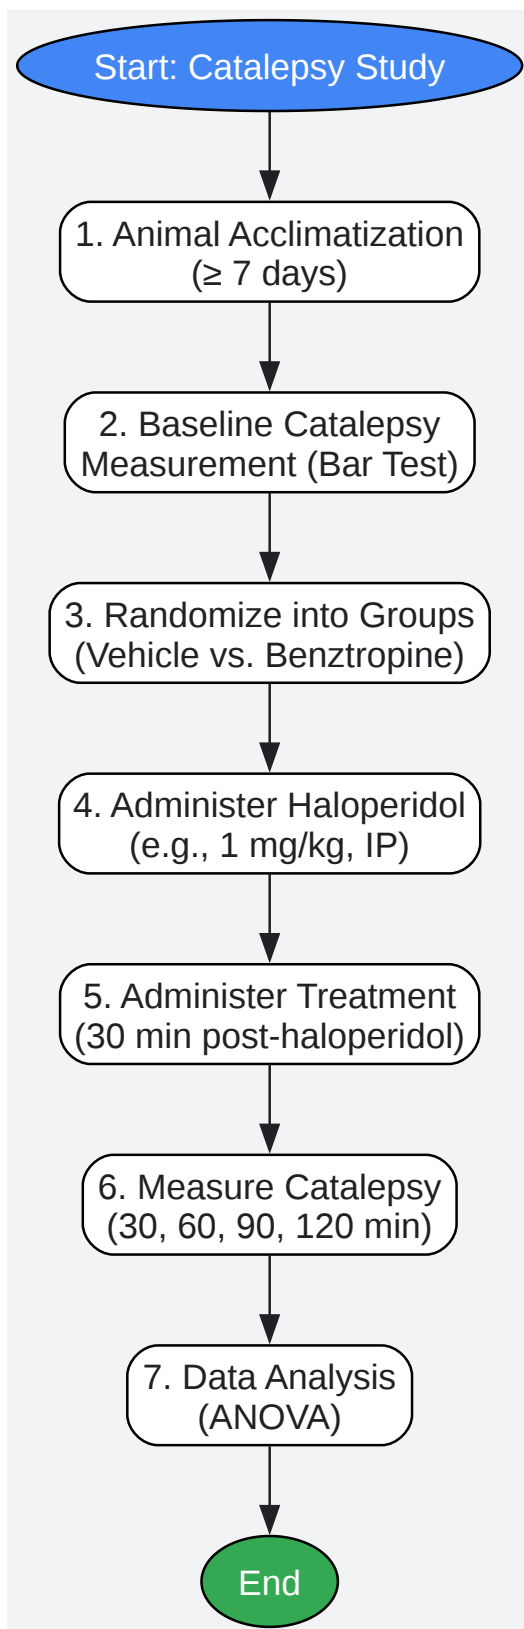 Start: Catalepsy Study
1. Animal Acclimatization
(≥ 7 days)
2. Baseline Catalepsy
Measurement (Bar Test)
3. Randomize into Groups
(Vehicle vs. Benztropine)
4. Administer Haloperidol
(e.g., 1 mg/kg, IP)
5. Administer Treatment
(30 min post-haloperidol)
6. Measure Catalepsy
(30, 60, 90, 120 min)
7. Data Analysis
(ANOVA)
End